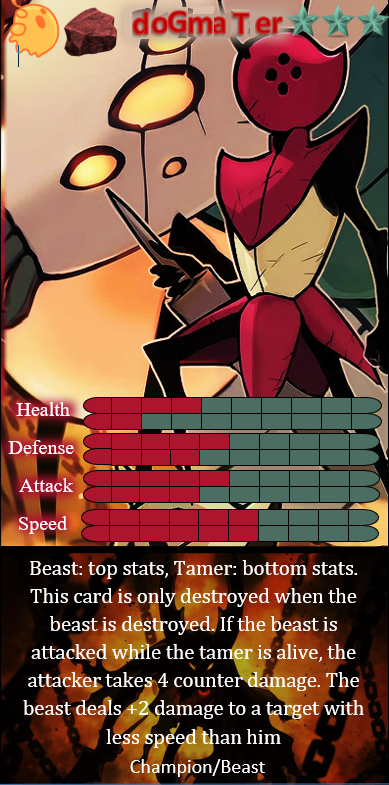 doGmaTer
Health
Defense
Attack
Speed
Beast: top stats, Tamer: bottom stats.
This card is only destroyed when the
beast is destroyed. If the beast is
attacked while the tamer is alive, the
attacker takes 4 counter damage. The
beast deals +2 damage to a target with
less speed than him
Champion/Beast